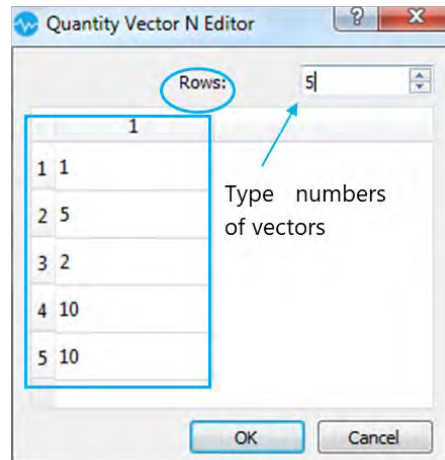 Quantity Vector N Editor
Rows: 5
1
1 1
2 5
3 2
4 10
5 10
Type numbers
of vectors
OK Cancel